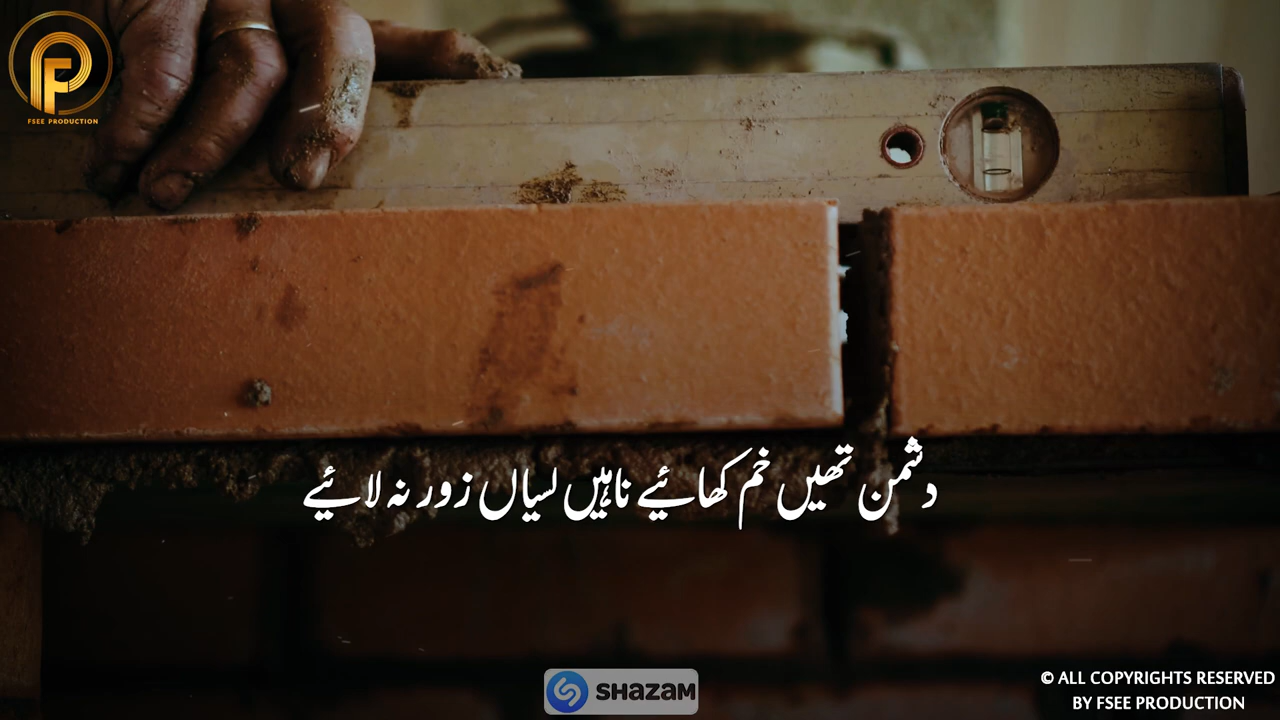 FSEE PRODUCTION
دشمن تھیں خم کھائیے ناہیں لسیاں زور نہ لائیے
SHAZAM
© ALL COPYRIGHTS RESERVED
BY FSEE PRODUCTION